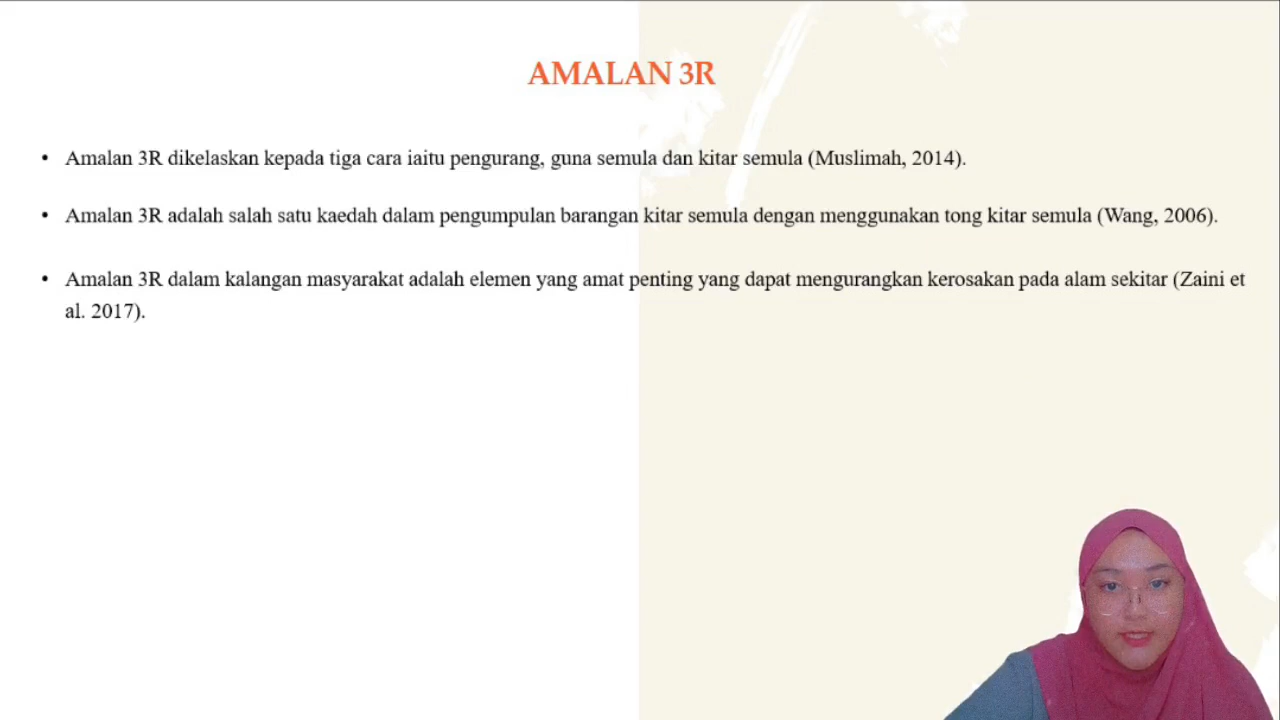 AMALAN 3R
• Amalan 3R dikelaskan kepada tiga cara iaitu pengurang, guna semula dan kitar semula (Muslimah, 2014).
• Amalan 3R adalah salah satu kaedah dalam pengumpulan barangan kitar semula dengan menggunakan tong kitar semula (Wang, 2006).
• Amalan 3R dalam kalangan masyarakat adalah elemen yang amat penting yang dapat mengurangkan kerosakan pada alam sekitar (Zaini et
al. 2017).